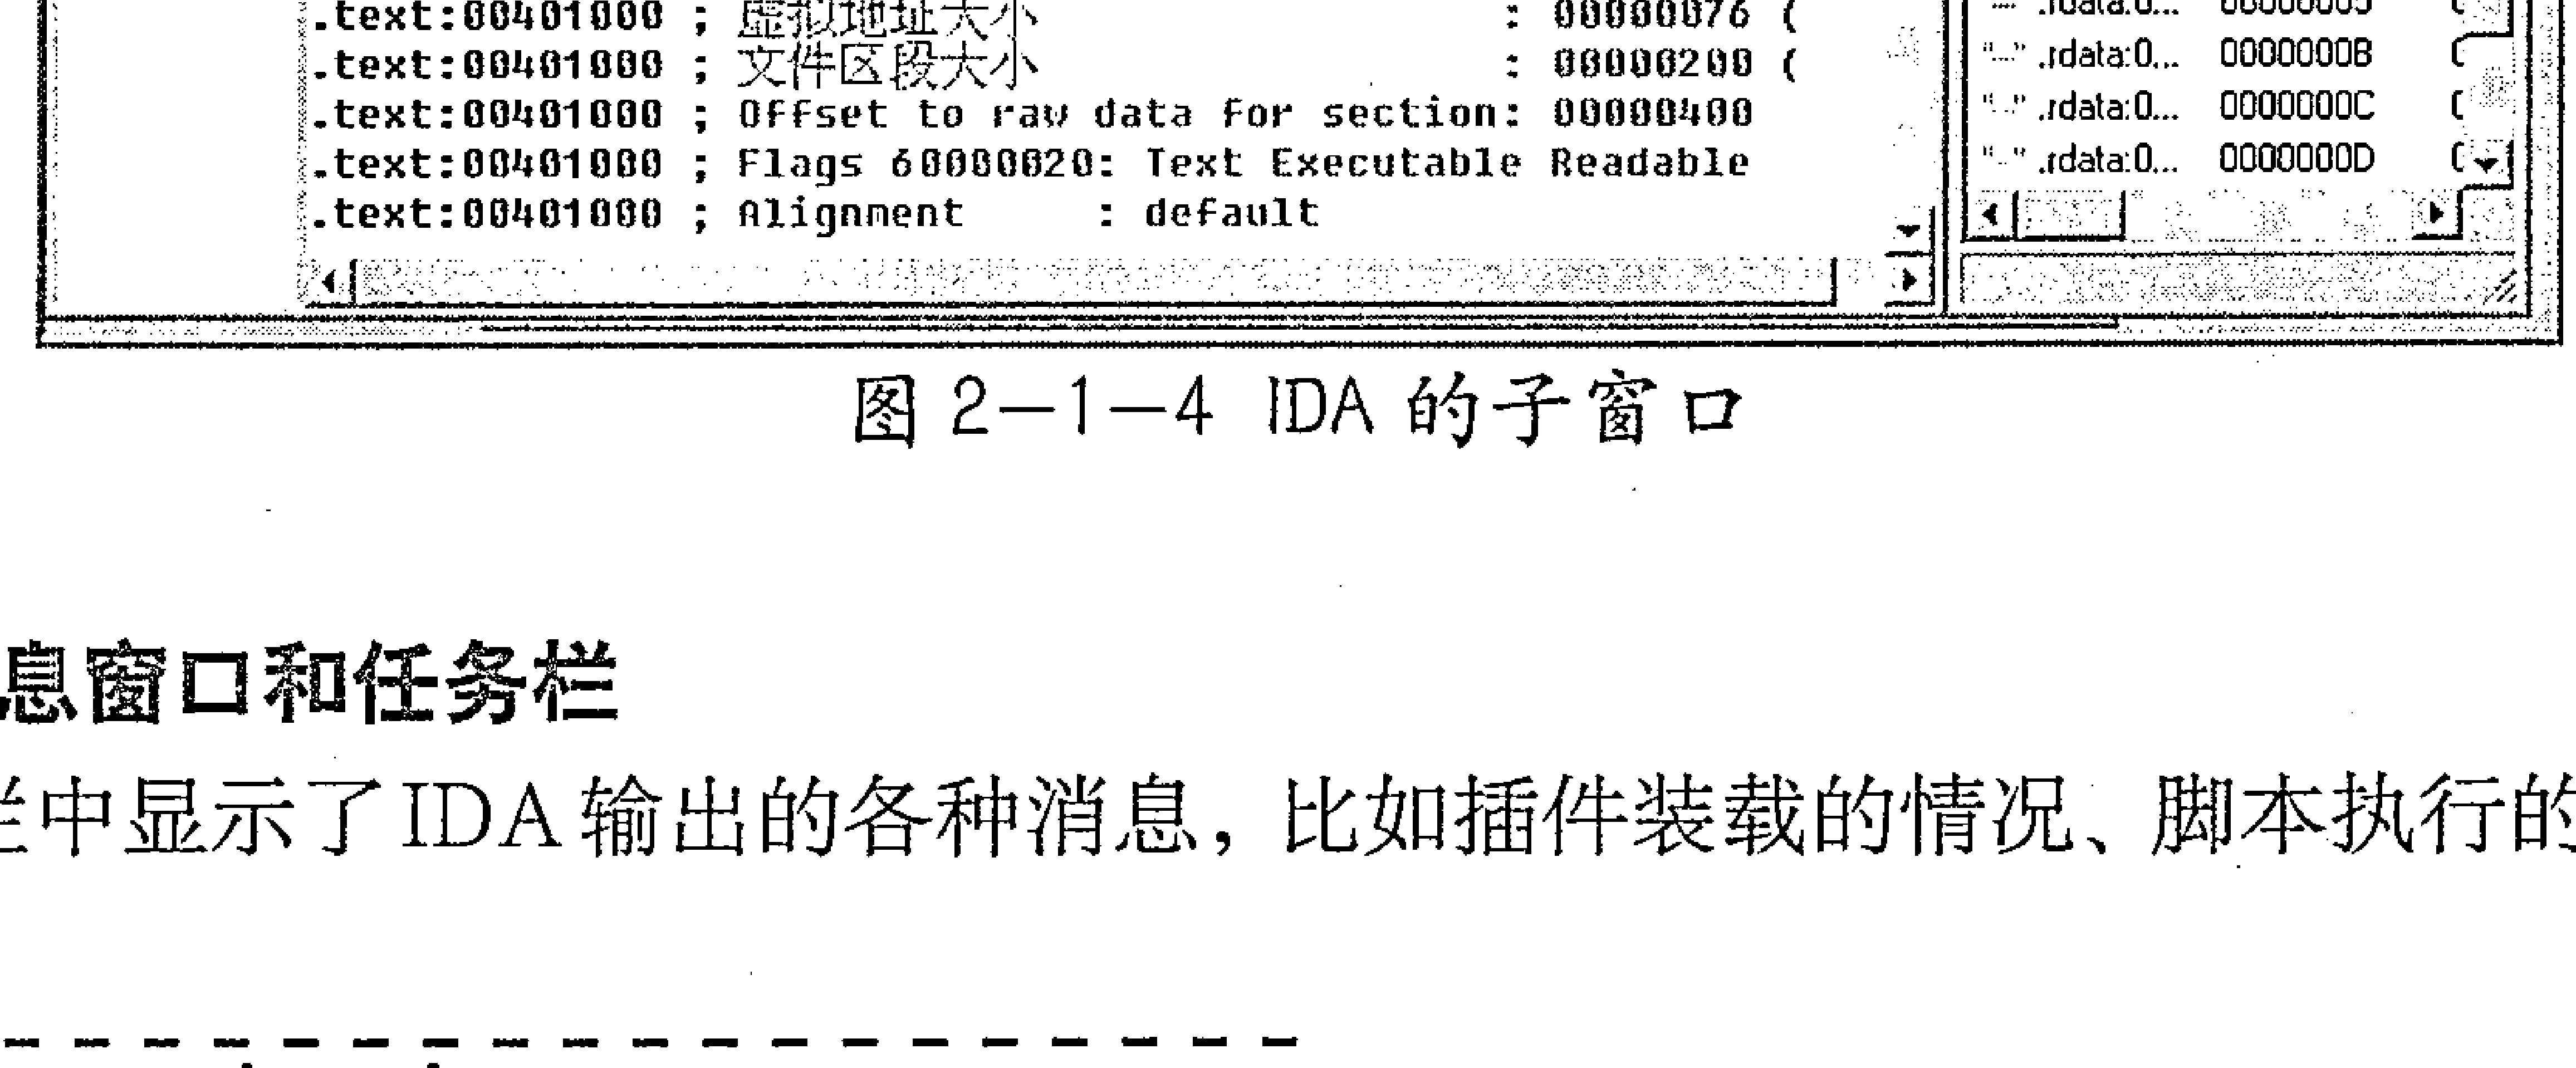 .text:00401000 ; 虚拟地址大小 : 00000076 (
.text:00401000 ; 文件区段大小 : 00000200 (
.text:00401000 ; Offset to raw data for section: 00000400
.text:00401000 ; Flags 60000020: Text Executable Readable
.text:00401000 ; Alignment : default
.rdata:0... 0000000B
.rdata:0... 0000000C
.rdata:0... 0000000D
图 2-1-4 IDA 的子窗口
息窗口和任务栏
栏中显示了IDA输出的各种消息，比如插件装载的情况、脚本执行的